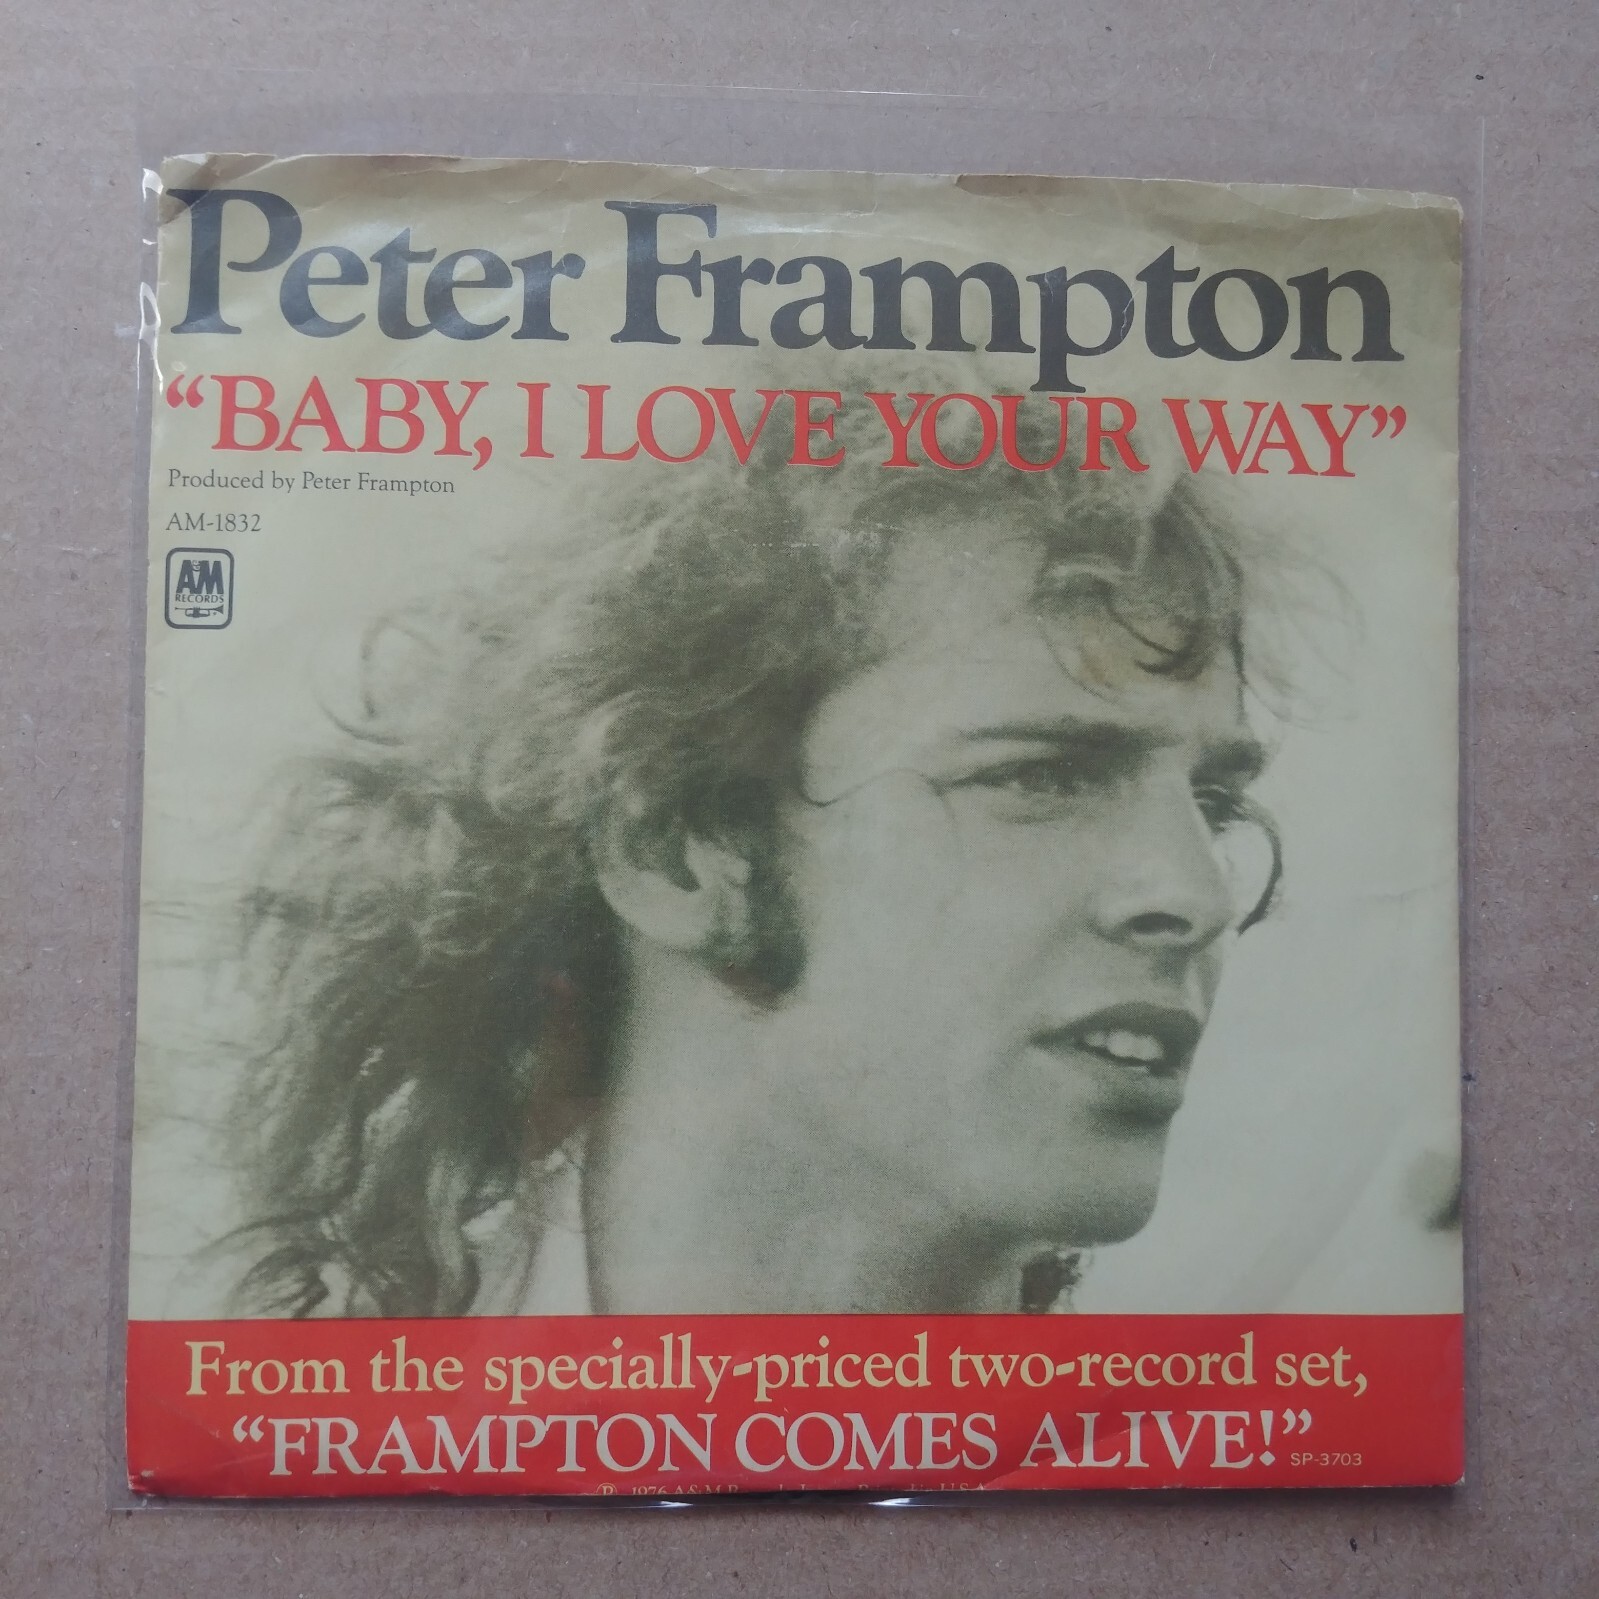 Peter Frampton
“BABY, I LOVE YOUR WAY”
Produced by Peter Frampton
AM-1832
A&M
RECORDS
From the specially-priced two-record set,
“FRAMPTON COMES ALIVE!” SP-3703
Ⓟ 1976 A&M